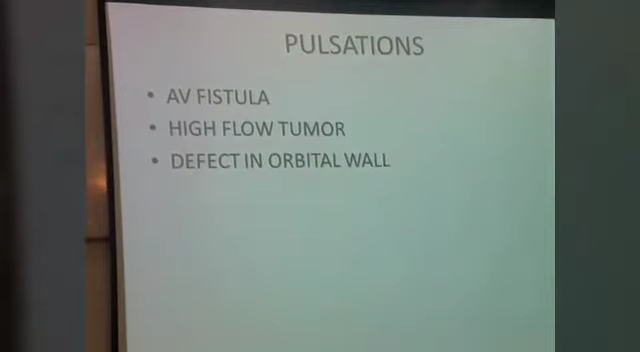 PULSATIONS
• AV FISTULA
• HIGH FLOW TUMOR
• DEFECT IN ORBITAL WALL